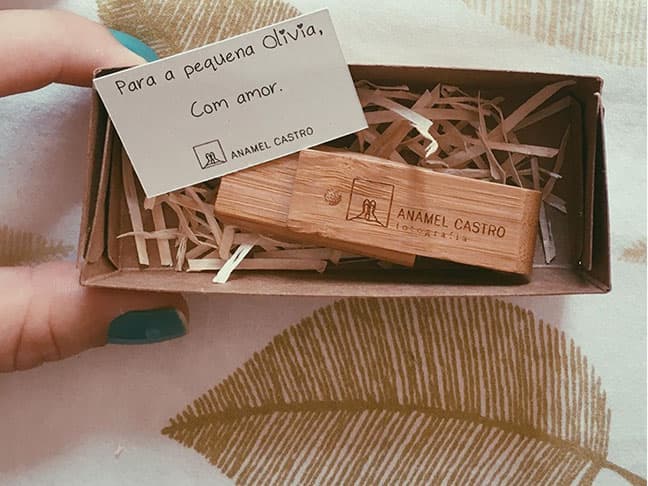 Para a pequena Olivia,
Com amor.
ANAMEL CASTRO
ANAMEL CASTRO
fotografia